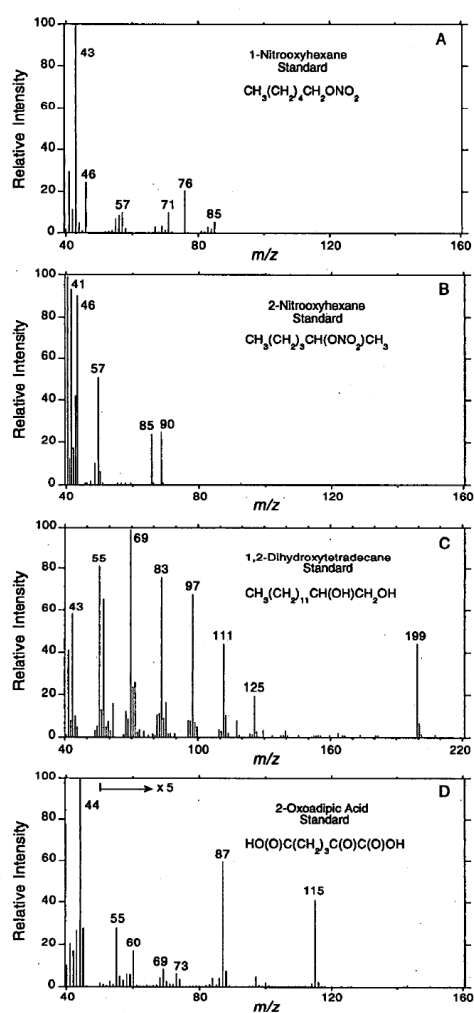 A
1-Nitrooxyhexane
Standard
CH₃(CH₂)₄CH₂ONO₂
Relative Intensity
100
80
60
40
20
0
43
46
57
71
76
85
40
80
120
160
m/z
B
2-Nitrooxyhexane
Standard
CH₃(CH₂)₃CH(ONO₂)CH₃
Relative Intensity
100
80
60
40
20
0
41
46
57
85
90
40
80
120
160
m/z
C
1,2-Dihydroxytetradecane
Standard
CH₃(CH₂)₁₁CH(OH)CH₂OH
Relative Intensity
100
80
60
40
20
0
43
55
69
83
97
111
125
199
40
60
100
140
180
220
m/z
D
2-Oxoadipic Acid
Standard
HO(O)C(CH₂)₃C(O)C(O)OH
Relative Intensity
100
80
60
40
20
0
44
x 5
55
60
69
73
87
115
40
80
120
160
m/z